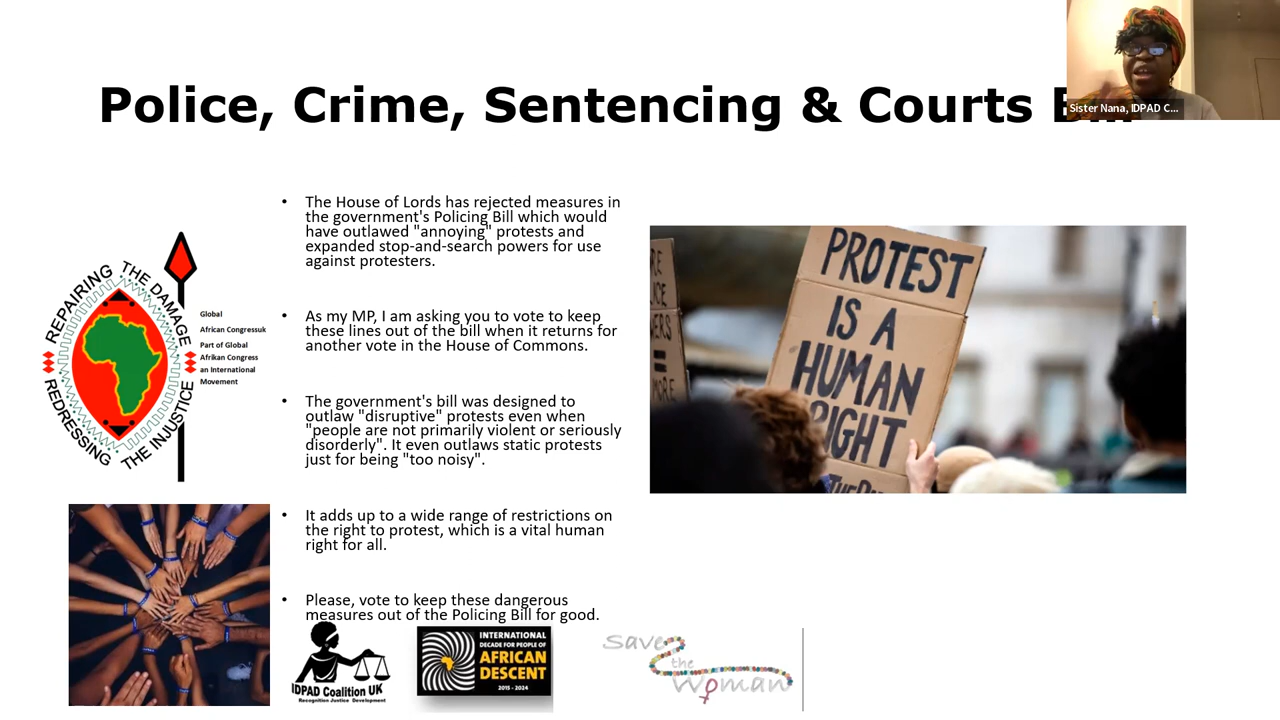 Police, Crime, Sentencing & Courts
Sister Nana, IDPAD C...
• The House of Lords has rejected measures in
the government's Policing Bill which would
have outlawed "annoying" protests and
expanded stop-and-search powers for use
against protesters.
• As my MP, I am asking you to vote to keep
these lines out of the bill when it returns for
another vote in the House of Commons.
• The government's bill was designed to
outlaw "disruptive" protests even when
"people are not primarily violent or seriously
disorderly". It even outlaws static protests
just for being "too noisy".
• It adds up to a wide range of restrictions on
the right to protest, which is a vital human
right for all.
• Please, vote to keep these dangerous
measures out of the Policing Bill for good.
REPAIRING THE DAMAGE
REDRESSING THE INJUSTICE
Global
African Congressuk
Part of Global
Afrikan Congress
an International
Movement
PROTEST
IS A
HUMAN
RIGHT
=
IDPAD Coalition UK
Recognition Justice Development
INTERNATIONAL
DECADE FOR PEOPLE OF
AFRICAN
DESCENT
2015 - 2024
Save
the
Woman